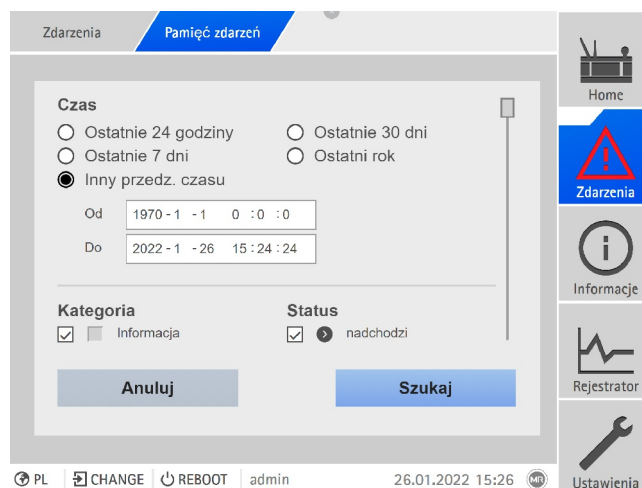 Zdarzenia
Pamięć zdarzeń
Home
Czas
Ostatnie 24 godziny
Ostatnie 30 dni
Ostatnie 7 dni
Ostatni rok
Inny przedz. czasu
Zdarzenia
Od 1970 - 1 - 1 0 : 0 : 0
Do 2022 - 1 - 26 15 : 24 : 24
Informacje
Kategoria
Status
Informacja
nadchodzi
Anuluj
Szukaj
Rejestrator
PL CHANGE REBOOT admin 26.01.2022 15:26 MR
Ustawienia